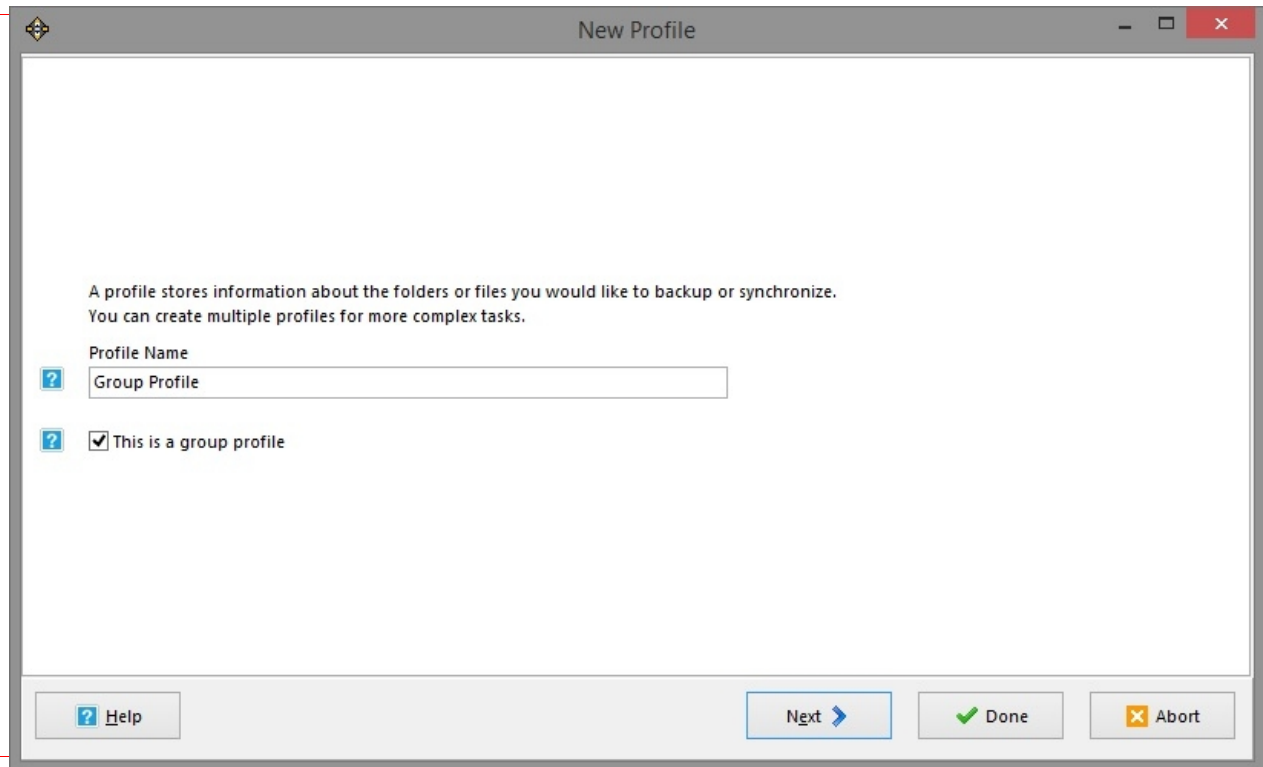 New Profile
A profile stores information about the folders or files you would like to backup or synchronize.
You can create multiple profiles for more complex tasks.
Profile Name
Group Profile
This is a group profile
Help
Next
Done
Abort